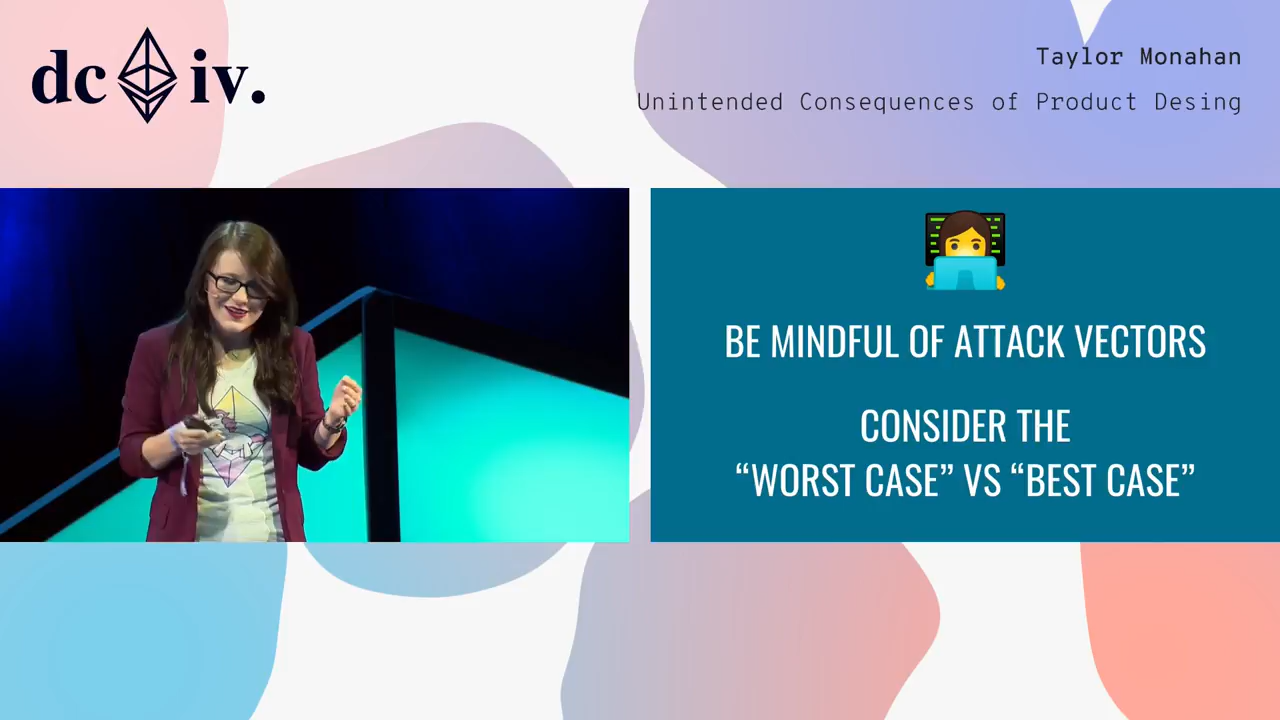 dc iv.
Taylor Monahan
Unintended Consequences of Product Desing
BE MINDFUL OF ATTACK VECTORS
CONSIDER THE
“WORST CASE” VS “BEST CASE”